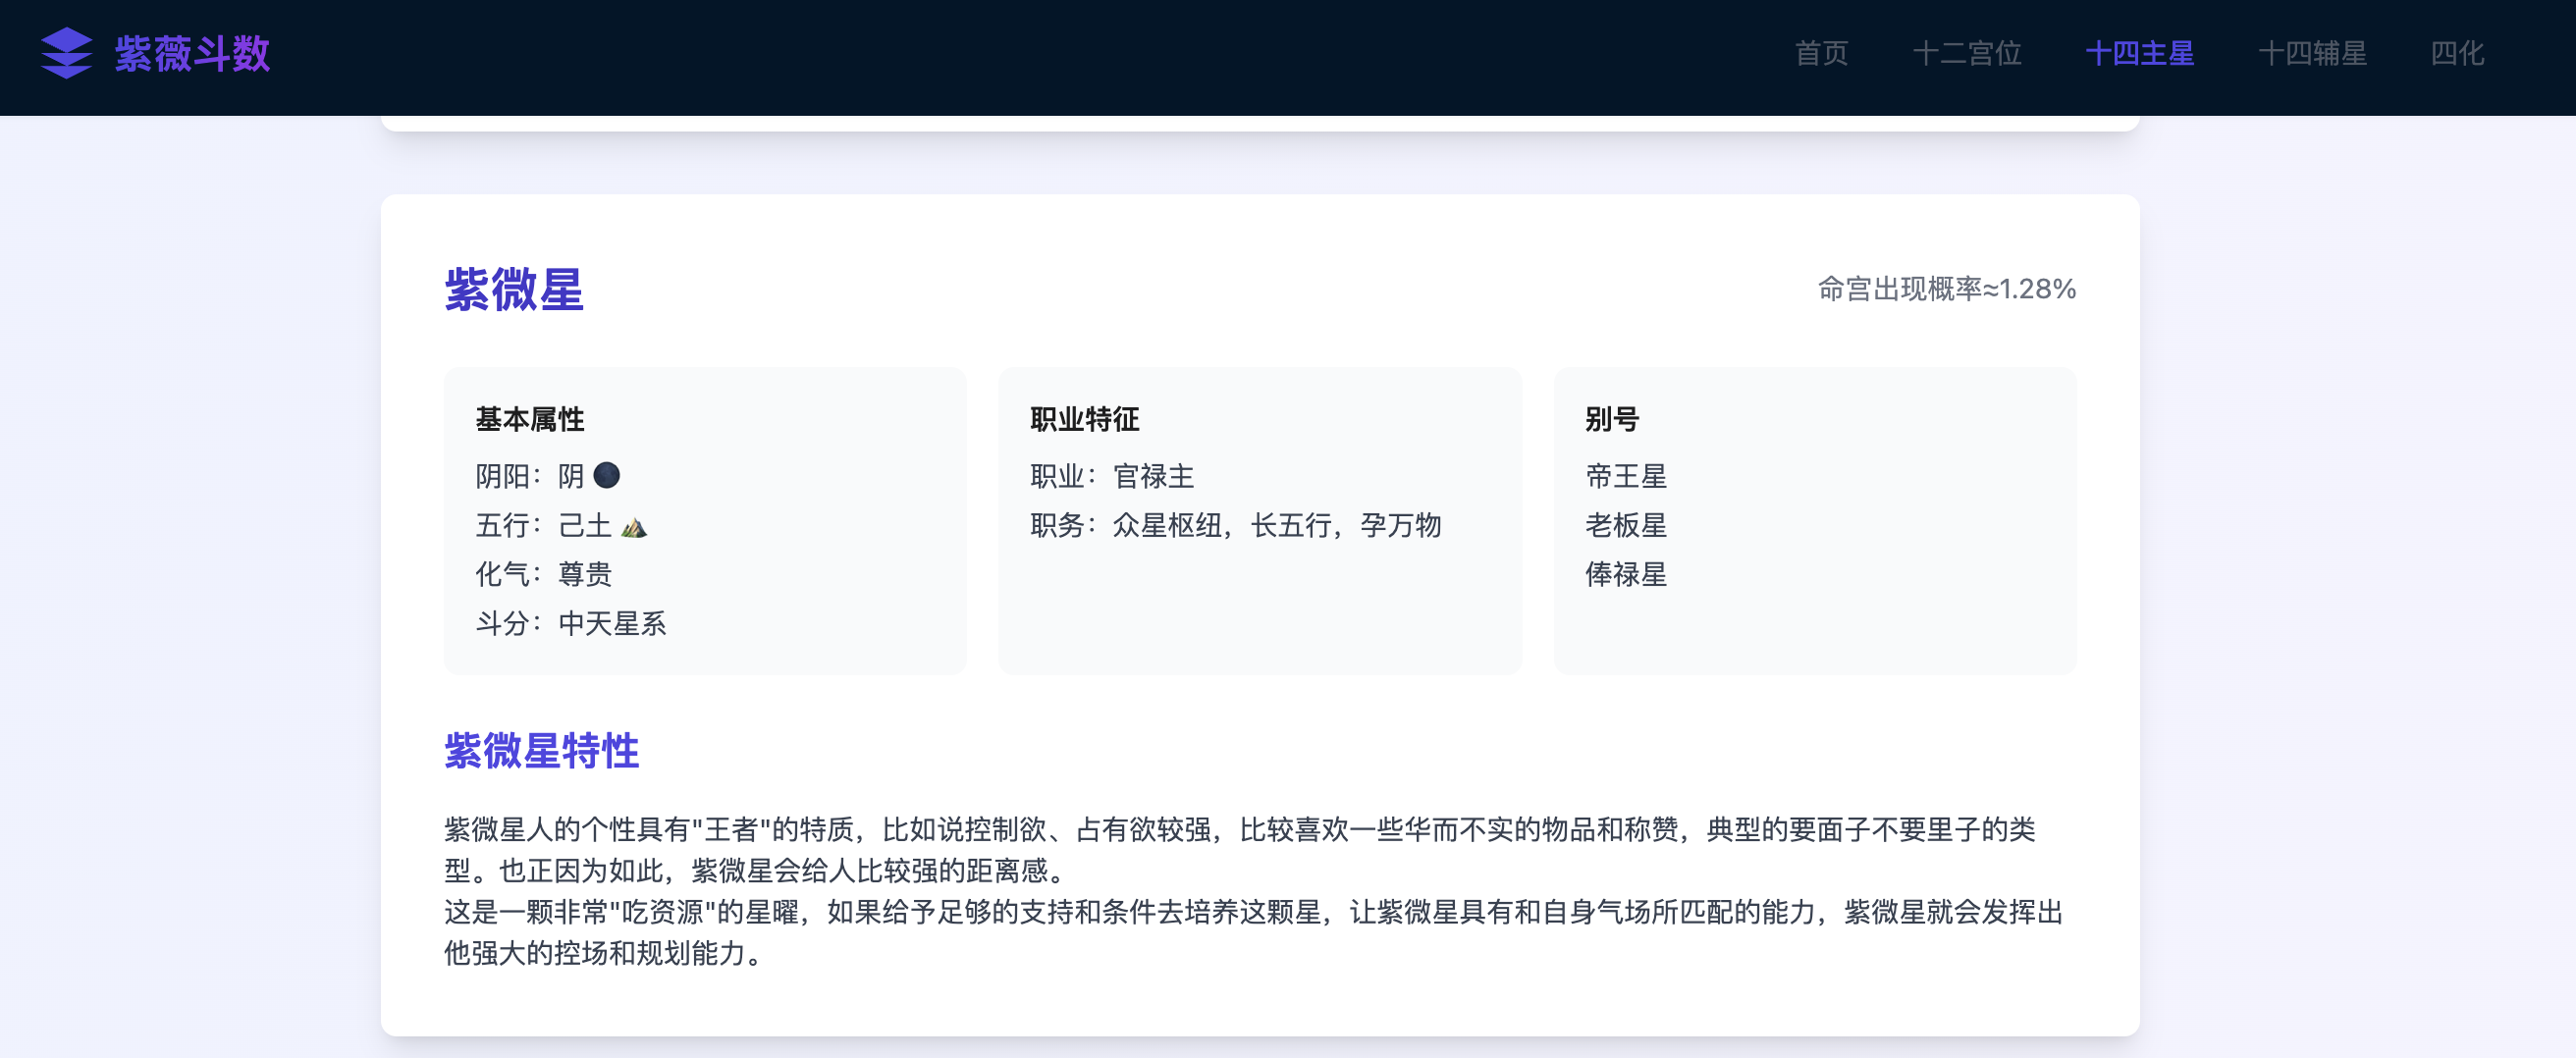 紫薇斗数
首页
十二宫位
十四主星
十四辅星
四化
紫微星
命宫出现概率≈1.28%
基本属性
阴阳：阴 🌑
五行：己土 ⛰️
化气：尊贵
斗分：中天星系
职业特征
职业：官禄主
职务：众星枢纽，长五行，孕万物
别号
帝王星
老板星
俸禄星
紫微星特性
紫微星人的个性具有"王者"的特质，比如说控制欲、占有欲较强，比较喜欢一些华而不实的物品和称赞，典型的要面子不要里子的类
型。也正因为如此，紫微星会给人比较强的距离感。
这是一颗非常"吃资源"的星曜，如果给予足够的支持和条件去培养这颗星，让紫微星具有和自身气场所匹配的能力，紫微星就会发挥出
他强大的控场和规划能力。